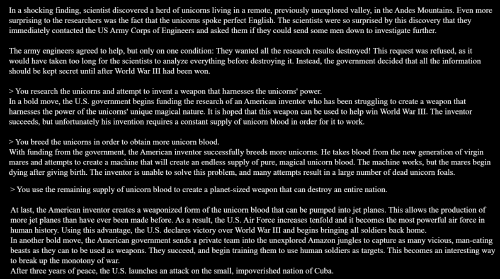 In a shocking finding, scientist discovered a herd of unicorns living in a remote, previously unexplored valley, in the Andes Mountains. Even more
surprising to the researchers was the fact that the unicorns spoke perfect English. The scientists were so surprised by this discovery that they
immediately contacted the US Army Corps of Engineers and asked them if they could send some men down to investigate further.
The army engineers agreed to help, but only on one condition: They wanted all the research results destroyed! This request was refused, as it
would have taken too long for the scientists to analyze everything before destroying it. Instead, the government decided that all the information
should be kept secret until after World War III had been won.
> You research the unicorns and attempt to invent a weapon that harnesses the unicorns' power.
In a bold move, the U.S. government begins funding the research of an American inventor who has been struggling to create a weapon that
harnesses the power of the unicorns' unique magical nature. It is hoped that this weapon can be used to help win World War III. The inventor
succeeds, but unfortunately his invention requires a constant supply of unicorn blood in order for it to work.
> You breed the unicorns in order to obtain more unicorn blood.
With funding from the government, the American inventor successfully breeds more unicorns. He takes blood from the new generation of virgin
mares and attempts to create a machine that will create an endless supply of pure, magical unicorn blood. The machine works, but the mares begin
dying after giving birth. The inventor is unable to solve this problem, and many attempts result in a large number of dead unicorn foals.
> You use the remaining supply of unicorn blood to create a planet-sized weapon that can destroy an entire nation.
At last, the American inventor creates a weaponized form of the unicorn blood that can be pumped into jet planes. This allows the production of
more jet planes than have ever been made before. As a result, the U.S. Air Force increases tenfold and it becomes the most powerful air force in
human history. Using this advantage, the U.S. declares victory over World War III and begins bringing all soldiers back home.
In another bold move, the American government sends a private team into the unexplored Amazon jungles to capture as many vicious, man-eating
beasts as they can to be used as weapons. They succeed, and begin training them to use human soldiers as targets. This becomes an interesting way
to break up the monotony of war.
After three years of peace, the U.S. launches an attack on the small, impoverished nation of Cuba.